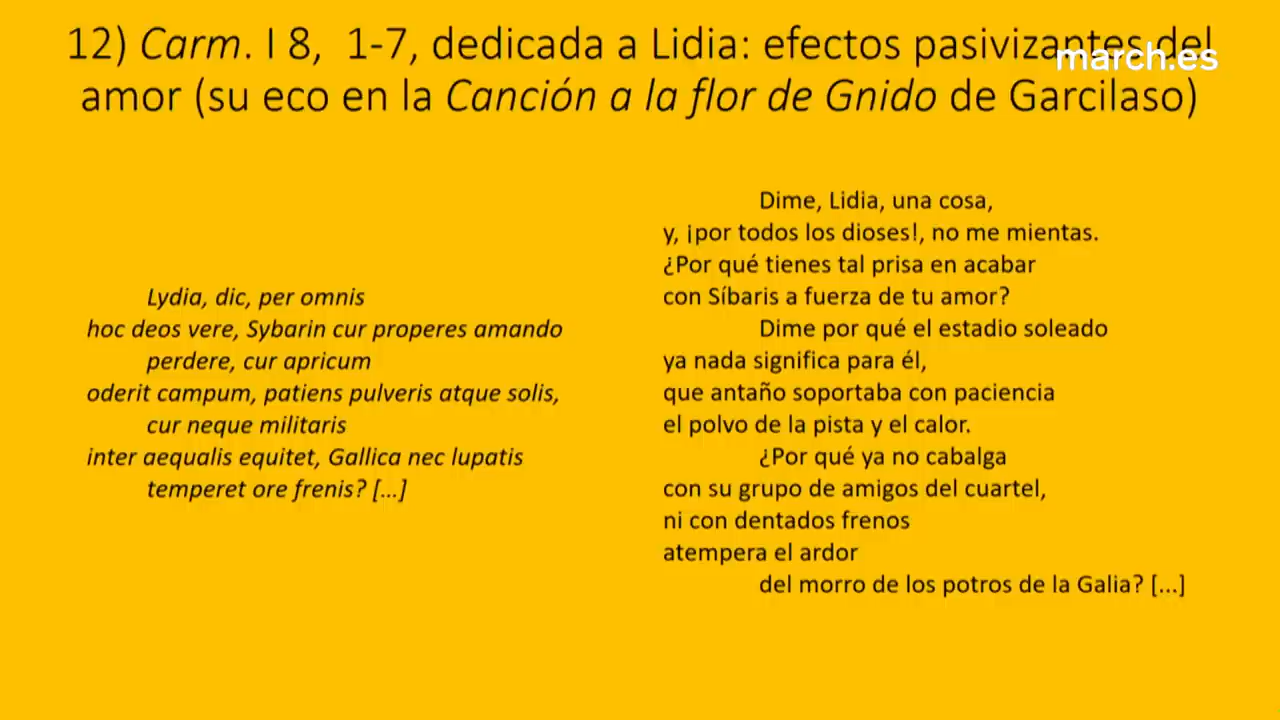 12) Carm. I 8, 1-7, dedicada a Lidia: efectos pasivizantes del
amor (su eco en la Canción a la flor de Gnido de Garcilaso)
march.es
Lydia, dic, per omnis
hoc deos vere, Sybarin cur properes amando
perdere, cur apricum
oderit campum, patiens pulveris atque solis,
cur neque militaris
inter aequalis equitet, Gallica nec lupatis
temperet ore frenis? [...]
Dime, Lidia, una cosa,
y, ¡por todos los dioses!, no me mientas.
¿Por qué tienes tal prisa en acabar
con Síbaris a fuerza de tu amor?
Dime por qué el estadio soleado
ya nada significa para él,
que antaño soportaba con paciencia
el polvo de la pista y el calor.
¿Por qué ya no cabalga
con su grupo de amigos del cuartel,
ni con dentados frenos
atempera el ardor
del morro de los potros de la Galia? [...]